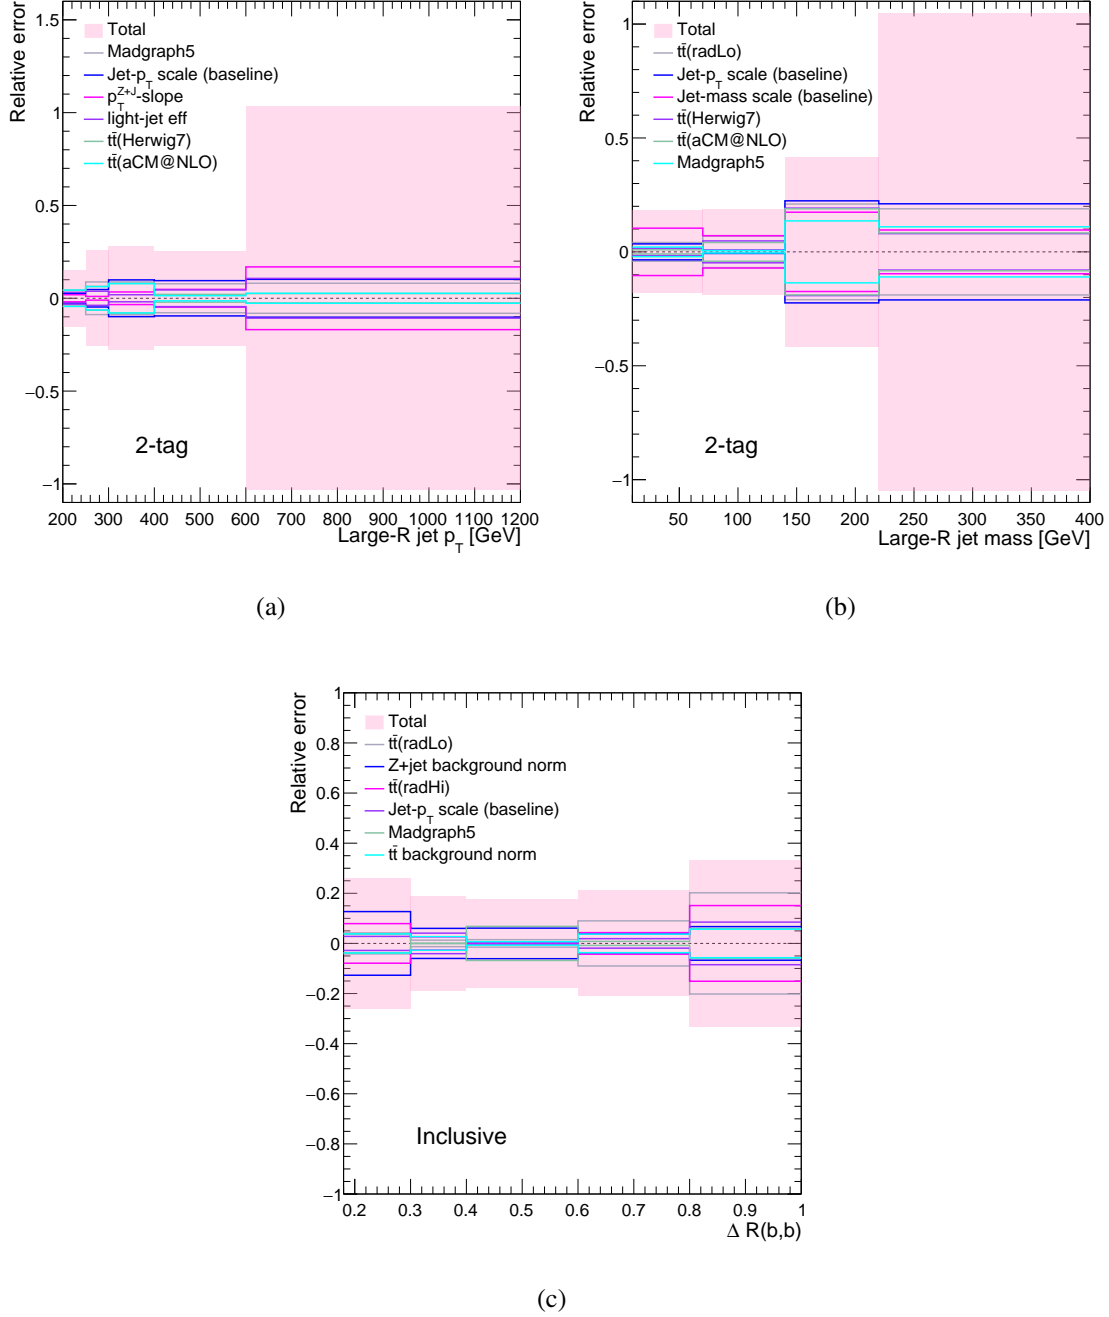 Relative error
1.5
1
0.5
0
−0.5
−1
Total
Madgraph5
Jet-p_T scale (baseline)
p_T^{Z+J}-slope
light-jet eff
tt̄(Herwig7)
tt̄(aCM@NLO)
2-tag
200 300 400 500 600 700 800 900 1000 1100 1200
Large-R jet p_T [GeV]
(a)
Relative error
1
0.5
0
−0.5
−1
Total
tt̄(radLo)
Jet-p_T scale (baseline)
Jet-mass scale (baseline)
tt̄(Herwig7)
tt̄(aCM@NLO)
Madgraph5
2-tag
50 100 150 200 250 300 350 400
Large-R jet mass [GeV]
(b)
Relative error
1
0.8
0.6
0.4
0.2
0
−0.2
−0.4
−0.6
−0.8
−1
Total
tt̄(radLo)
Z+jet background norm
tt̄(radHi)
Jet-p_T scale (baseline)
Madgraph5
tt̄ background norm
Inclusive
0.2 0.3 0.4 0.5 0.6 0.7 0.8 0.9 1
Δ R(b,b)
(c)